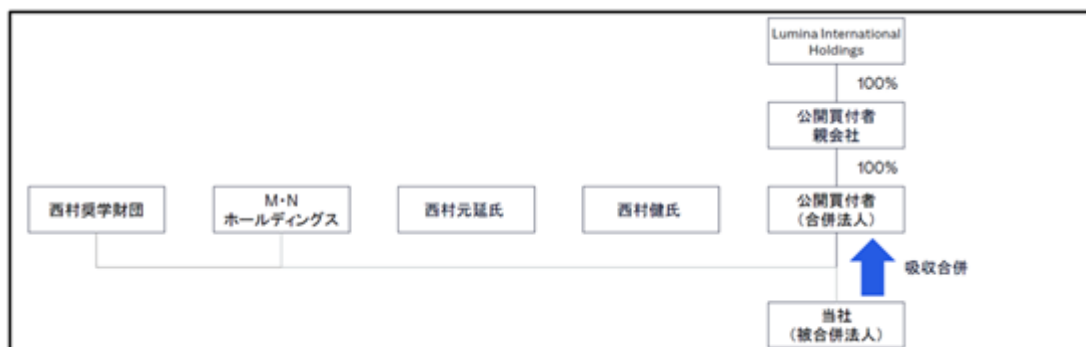 Lumina International
Holdings
100%
公開買付者
親会社
100%
西村奨学財団
M・N
ホールディングス
西村元延氏
西村健氏
公開買付者
(合併法人)
吸収合併
当社
(被合併法人)